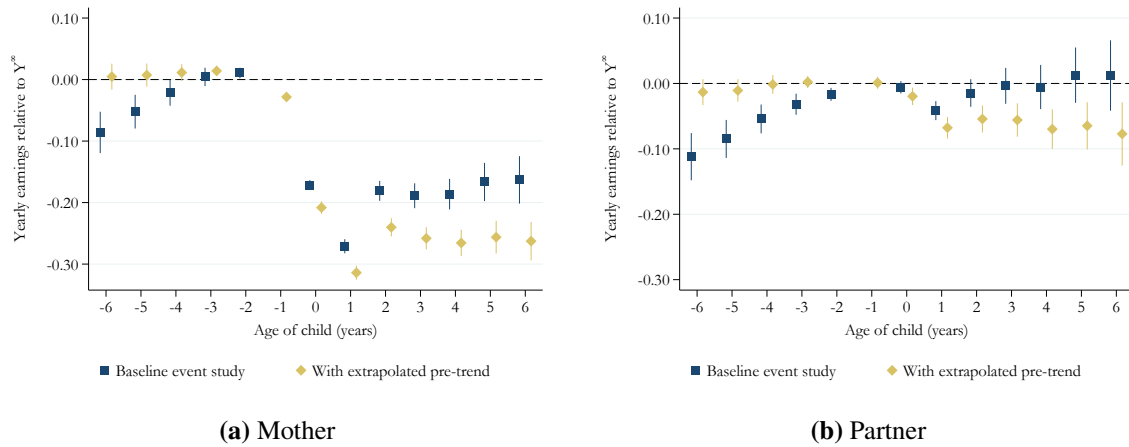 0.10
0.00
-0.10
-0.20
-0.30
Yearly earnings relative to Y∞
-6 -5 -4 -3 -2 -1 0 1 2 3 4 5 6
Age of child (years)
Baseline event study With extrapolated pre-trend
(a) Mother
0.10
0.00
-0.10
-0.20
-0.30
Yearly earnings relative to Y∞
-6 -5 -4 -3 -2 -1 0 1 2 3 4 5 6
Age of child (years)
Baseline event study With extrapolated pre-trend
(b) Partner